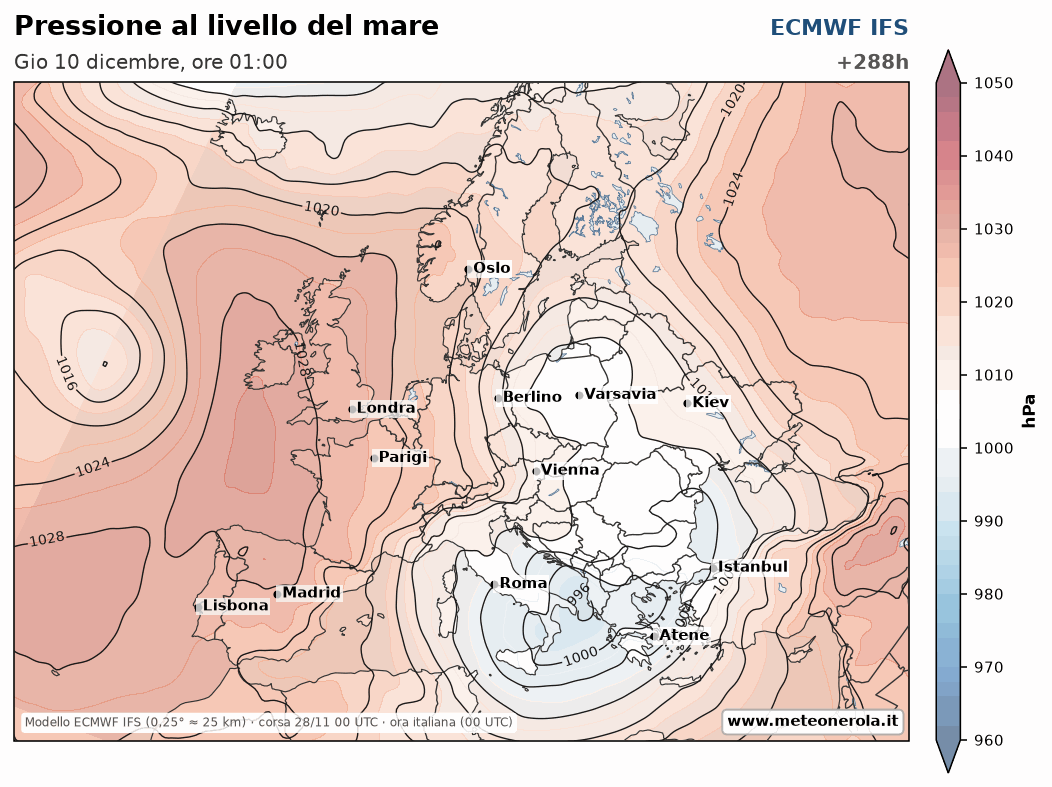 Pressione al livello del mare
ECMWF IFS
Gio 10 dicembre, ore 01:00
+288h
1020
1024
1020
1016
1024
1028
1028
Oslo
Londra
Parigi
Berlino
Varsavia
Kiev
Vienna
Roma
996
1000
Istanbul
Atene
Madrid
Lisbona
1050
1040
1030
1020
1010
1000
990
980
970
960
hPa
Modello ECMWF IFS (0,25° ≈ 25 km) · corsa 28/11 00 UTC · ora italiana (00 UTC)
www.meteonerola.it